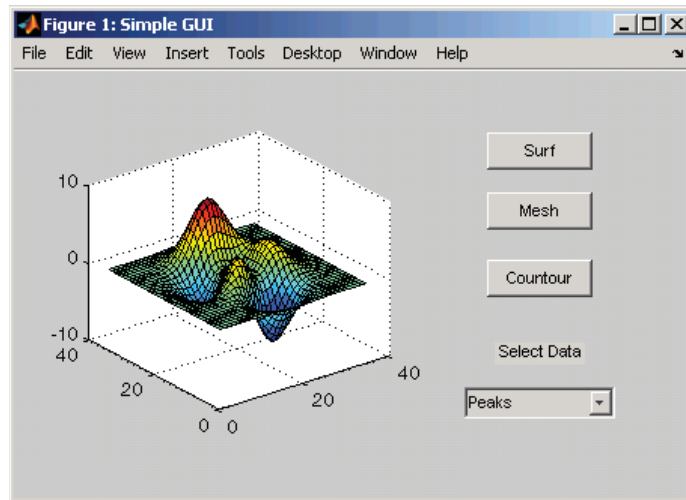 Figure 1: Simple GUI
File Edit View Insert Tools Desktop Window Help
Surf
Mesh
Countour
Select Data
Peaks
10
0
-10
40
20
0
0
20
40